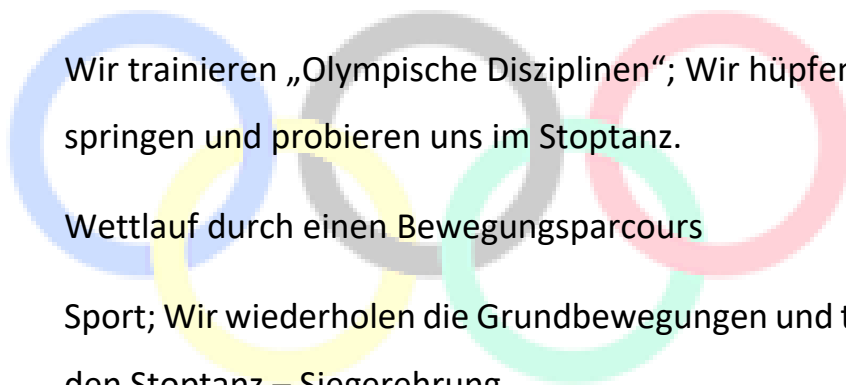 Wir trainieren „Olympische Disziplinen“; Wir hüpfen
springen und probieren uns im Stoptanz.
Wettlauf durch einen Bewegungsparcours
Sport; Wir wiederholen die Grundbewegungen und
den Stoptanz – Siegerehrung